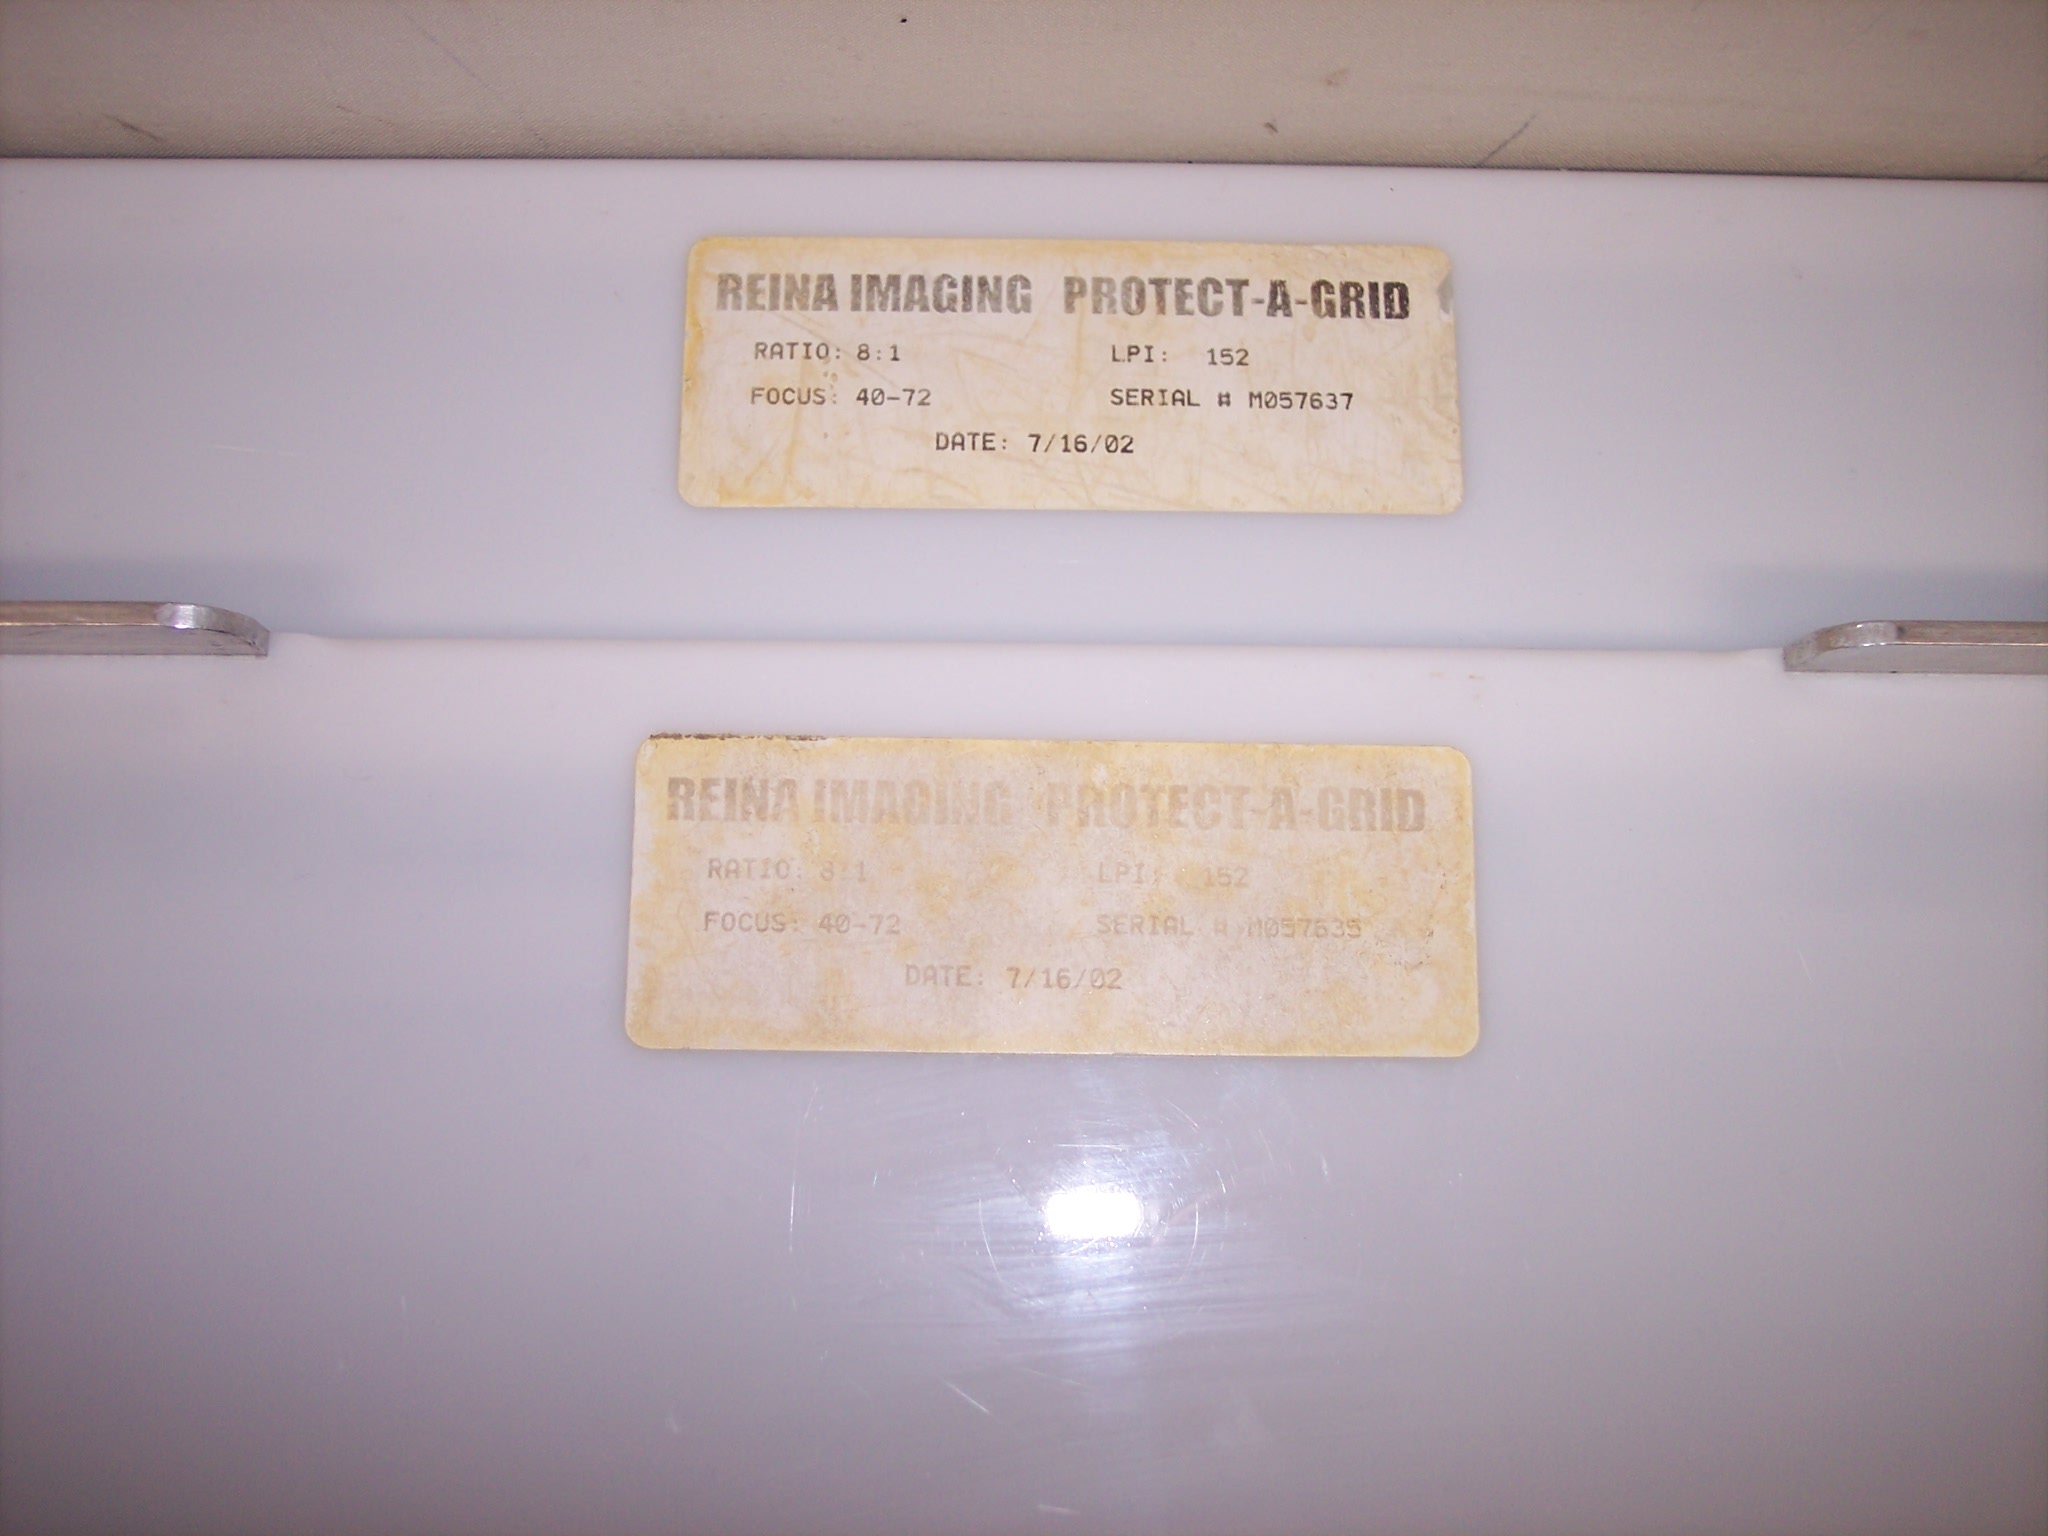 REINA IMAGING PROTECT-A-GRID
RATIO: 8:1 LPI: 152
FOCUS: 40-72 SERIAL # M057637
DATE: 7/16/02
REINA IMAGING PROTECT-A-GRID
RATIO: 8:1 LPI: 152
FOCUS: 40-72 SERIAL # M057635
DATE: 7/16/02